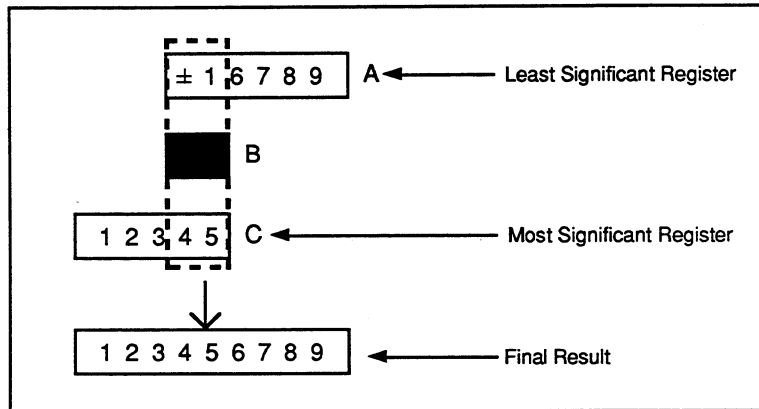 ± 1 6 7 8 9 A Least Significant Register
B
1 2 3 4 5 C Most Significant Register
1 2 3 4 5 6 7 8 9 Final Result